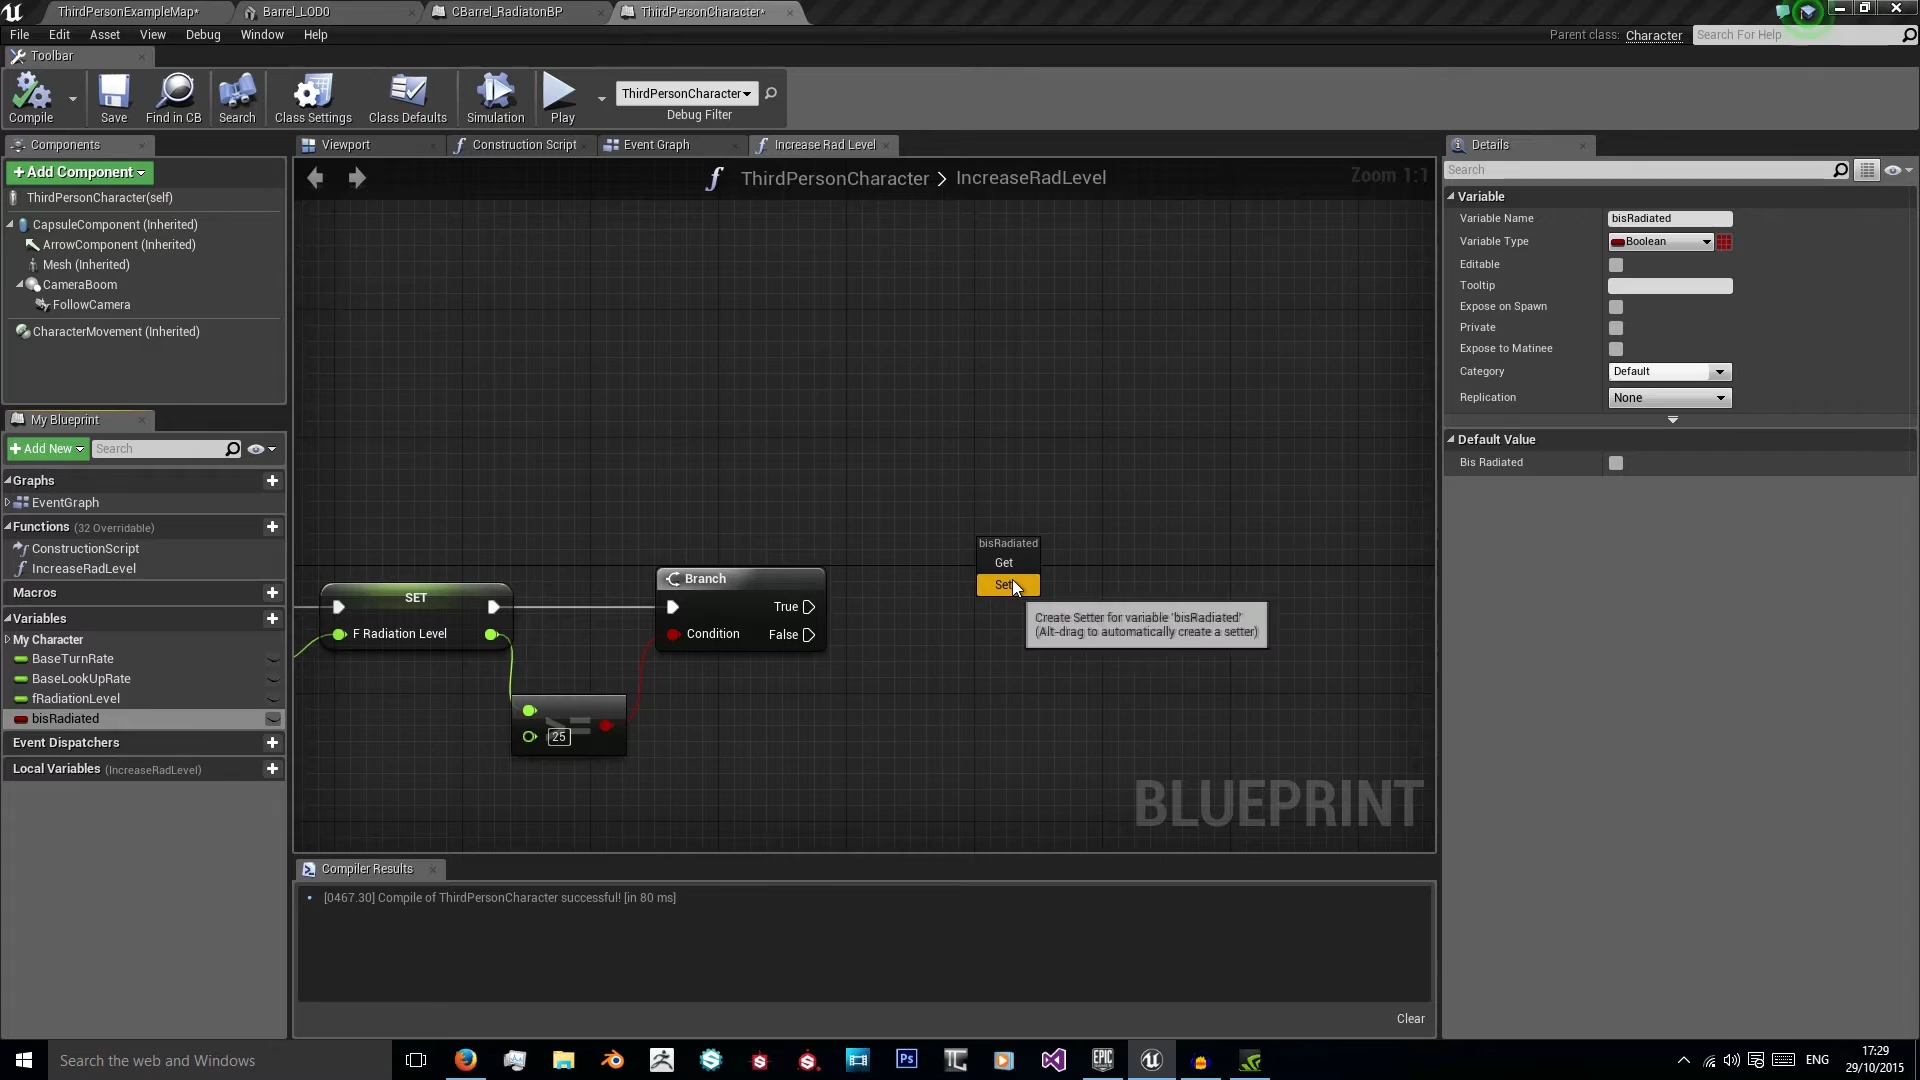 ThirdPersonExampleMap*
Barrel_LOD0
CBarrel_RadiatonBP
ThirdPersonCharacter*
File Edit Asset View Debug Window Help
Parent class: Character
Search For Help
Toolbar
Compile
Save
Find in CB
Search
Class Settings
Class Defaults
Simulation
Play
ThirdPersonCharacter
Debug Filter
Components
+Add Component
ThirdPersonCharacter(self)
CapsuleComponent (Inherited)
ArrowComponent (Inherited)
Mesh (Inherited)
CameraBoom
FollowCamera
CharacterMovement (Inherited)
My Blueprint
+Add New
Search
Graphs
EventGraph
Functions (32 Overridable)
ConstructionScript
IncreaseRadLevel
Macros
Variables
My Character
BaseTurnRate
BaseLookUpRate
fRadiationLevel
bisRadiated
Event Dispatchers
Local Variables (IncreaseRadLevel)
Viewport
Construction Script
Event Graph
Increase Rad Level
ThirdPersonCharacter > IncreaseRadLevel
Zoom 1:1
SET
F Radiation Level
Branch
True
Condition
False
>=
25
bisRadiated
Get
Set
Create Setter for variable 'bisRadiated'
(Alt-drag to automatically create a setter)
BLUEPRINT
Compiler Results
[0467.30] Compile of ThirdPersonCharacter successful! [in 80 ms]
Clear
Details
Search
Variable
Variable Name bisRadiated
Variable Type Boolean
Editable
Tooltip
Expose on Spawn
Private
Expose to Matinee
Category Default
Replication None
Default Value
Bis Radiated
Search the web and Windows
Ps
EPIC
GAMES
ENG
17:29
29/10/2015